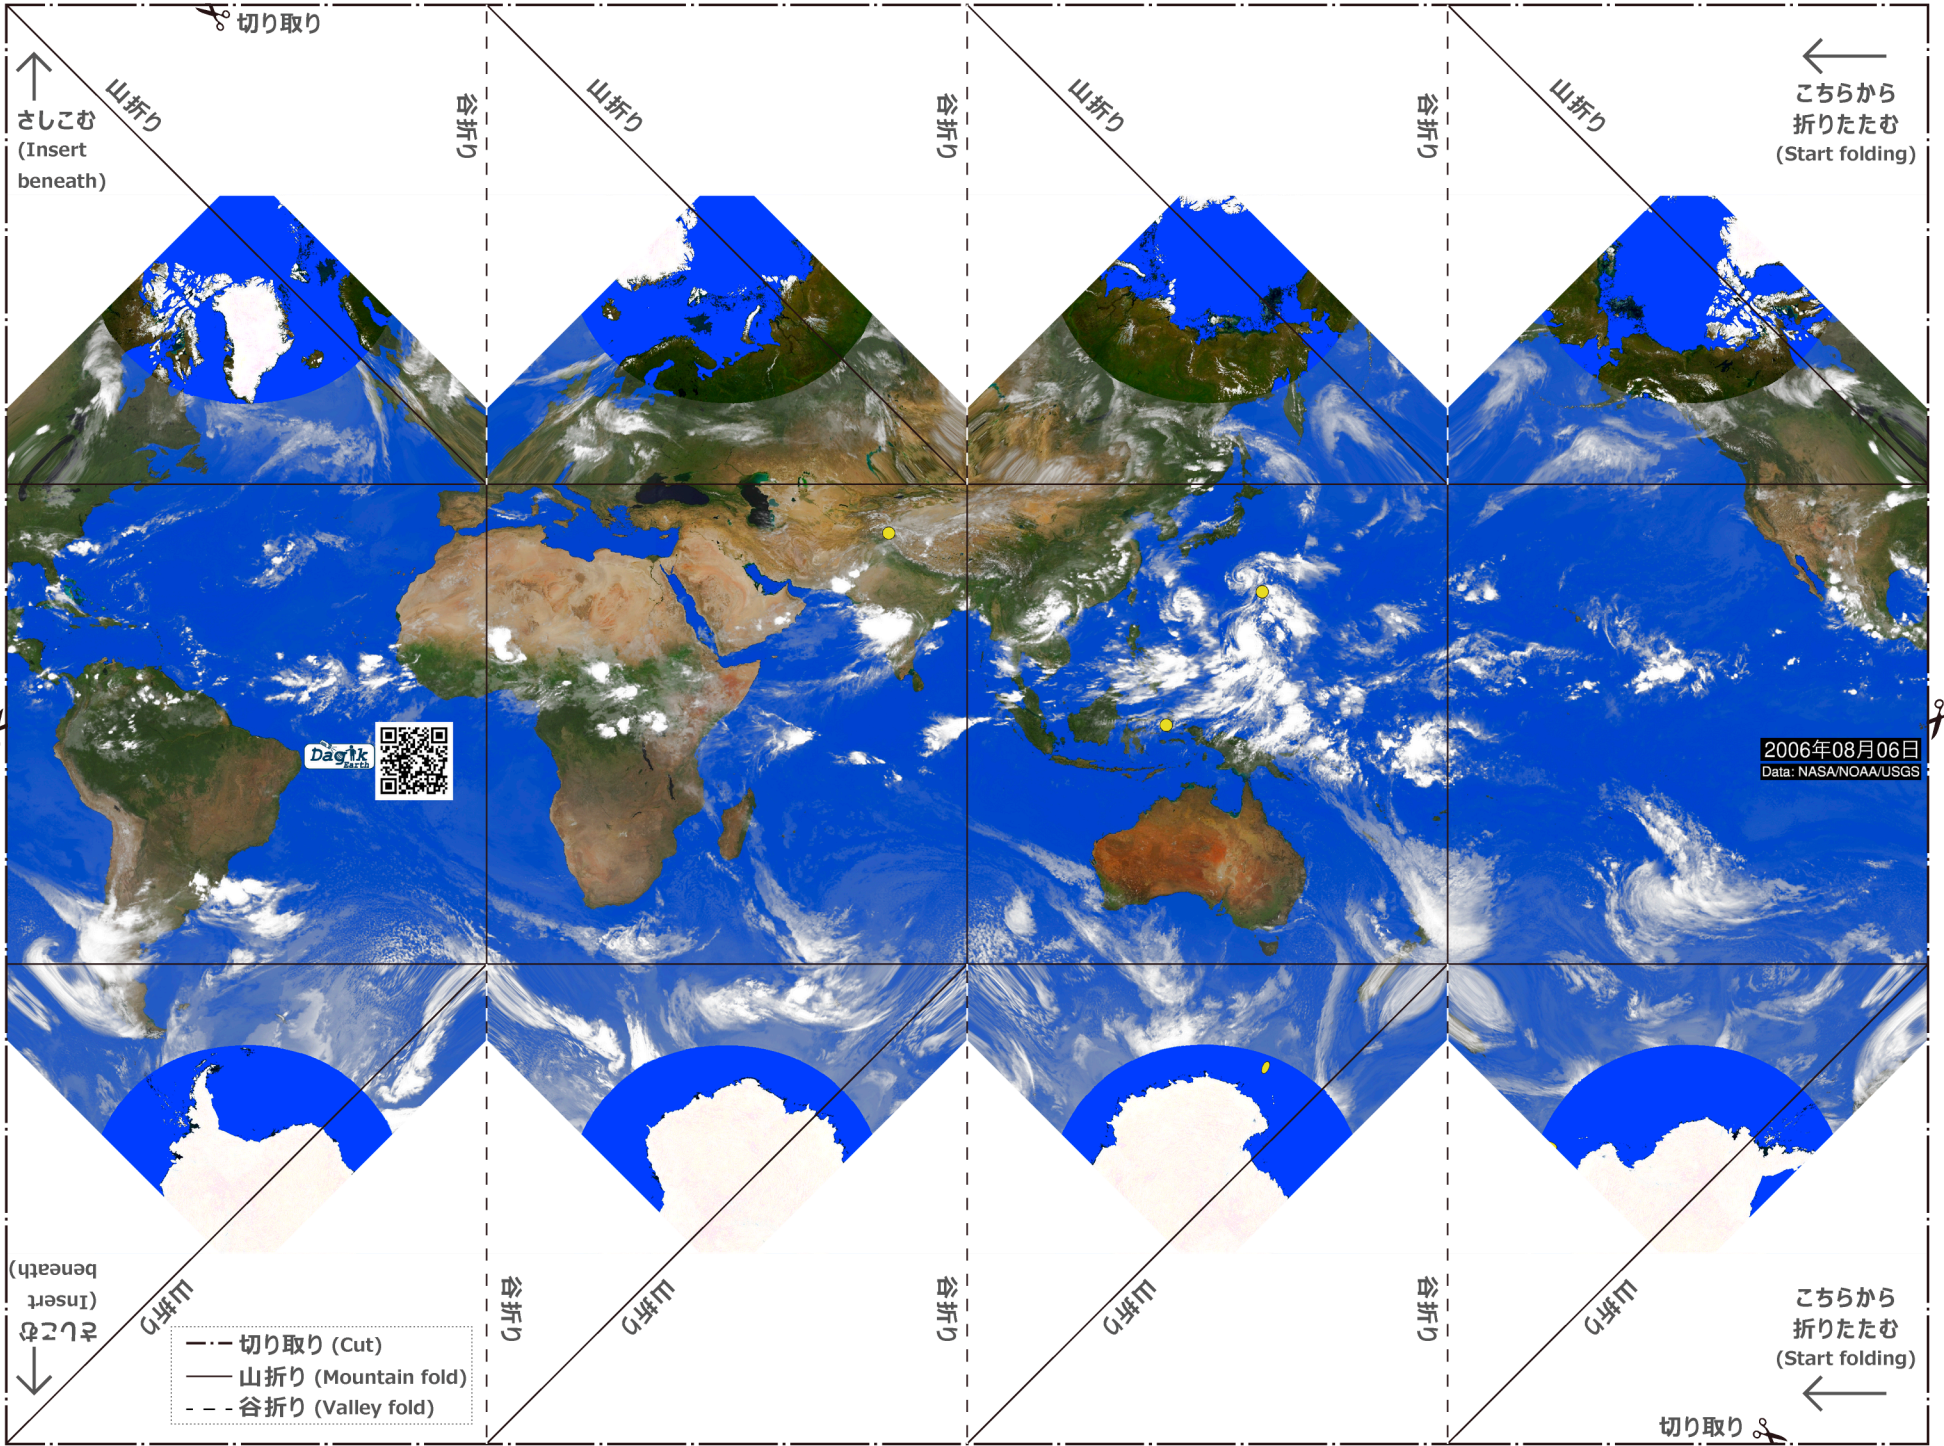 切り取り
山折り
谷折り
山折り
谷折り
山折り
谷折り
山折り
さしこむ
(Insert
beneath)
こちらから
折りたたむ
(Start folding)
Dagik
Earth
2006年08月06日
Data: NASA/NOAA/USGS
さしこむ
(Insert
beneath)
山折り
谷折り
山折り
谷折り
山折り
谷折り
山折り
切り取り (Cut)
山折り (Mountain fold)
谷折り (Valley fold)
こちらから
折りたたむ
(Start folding)
切り取り